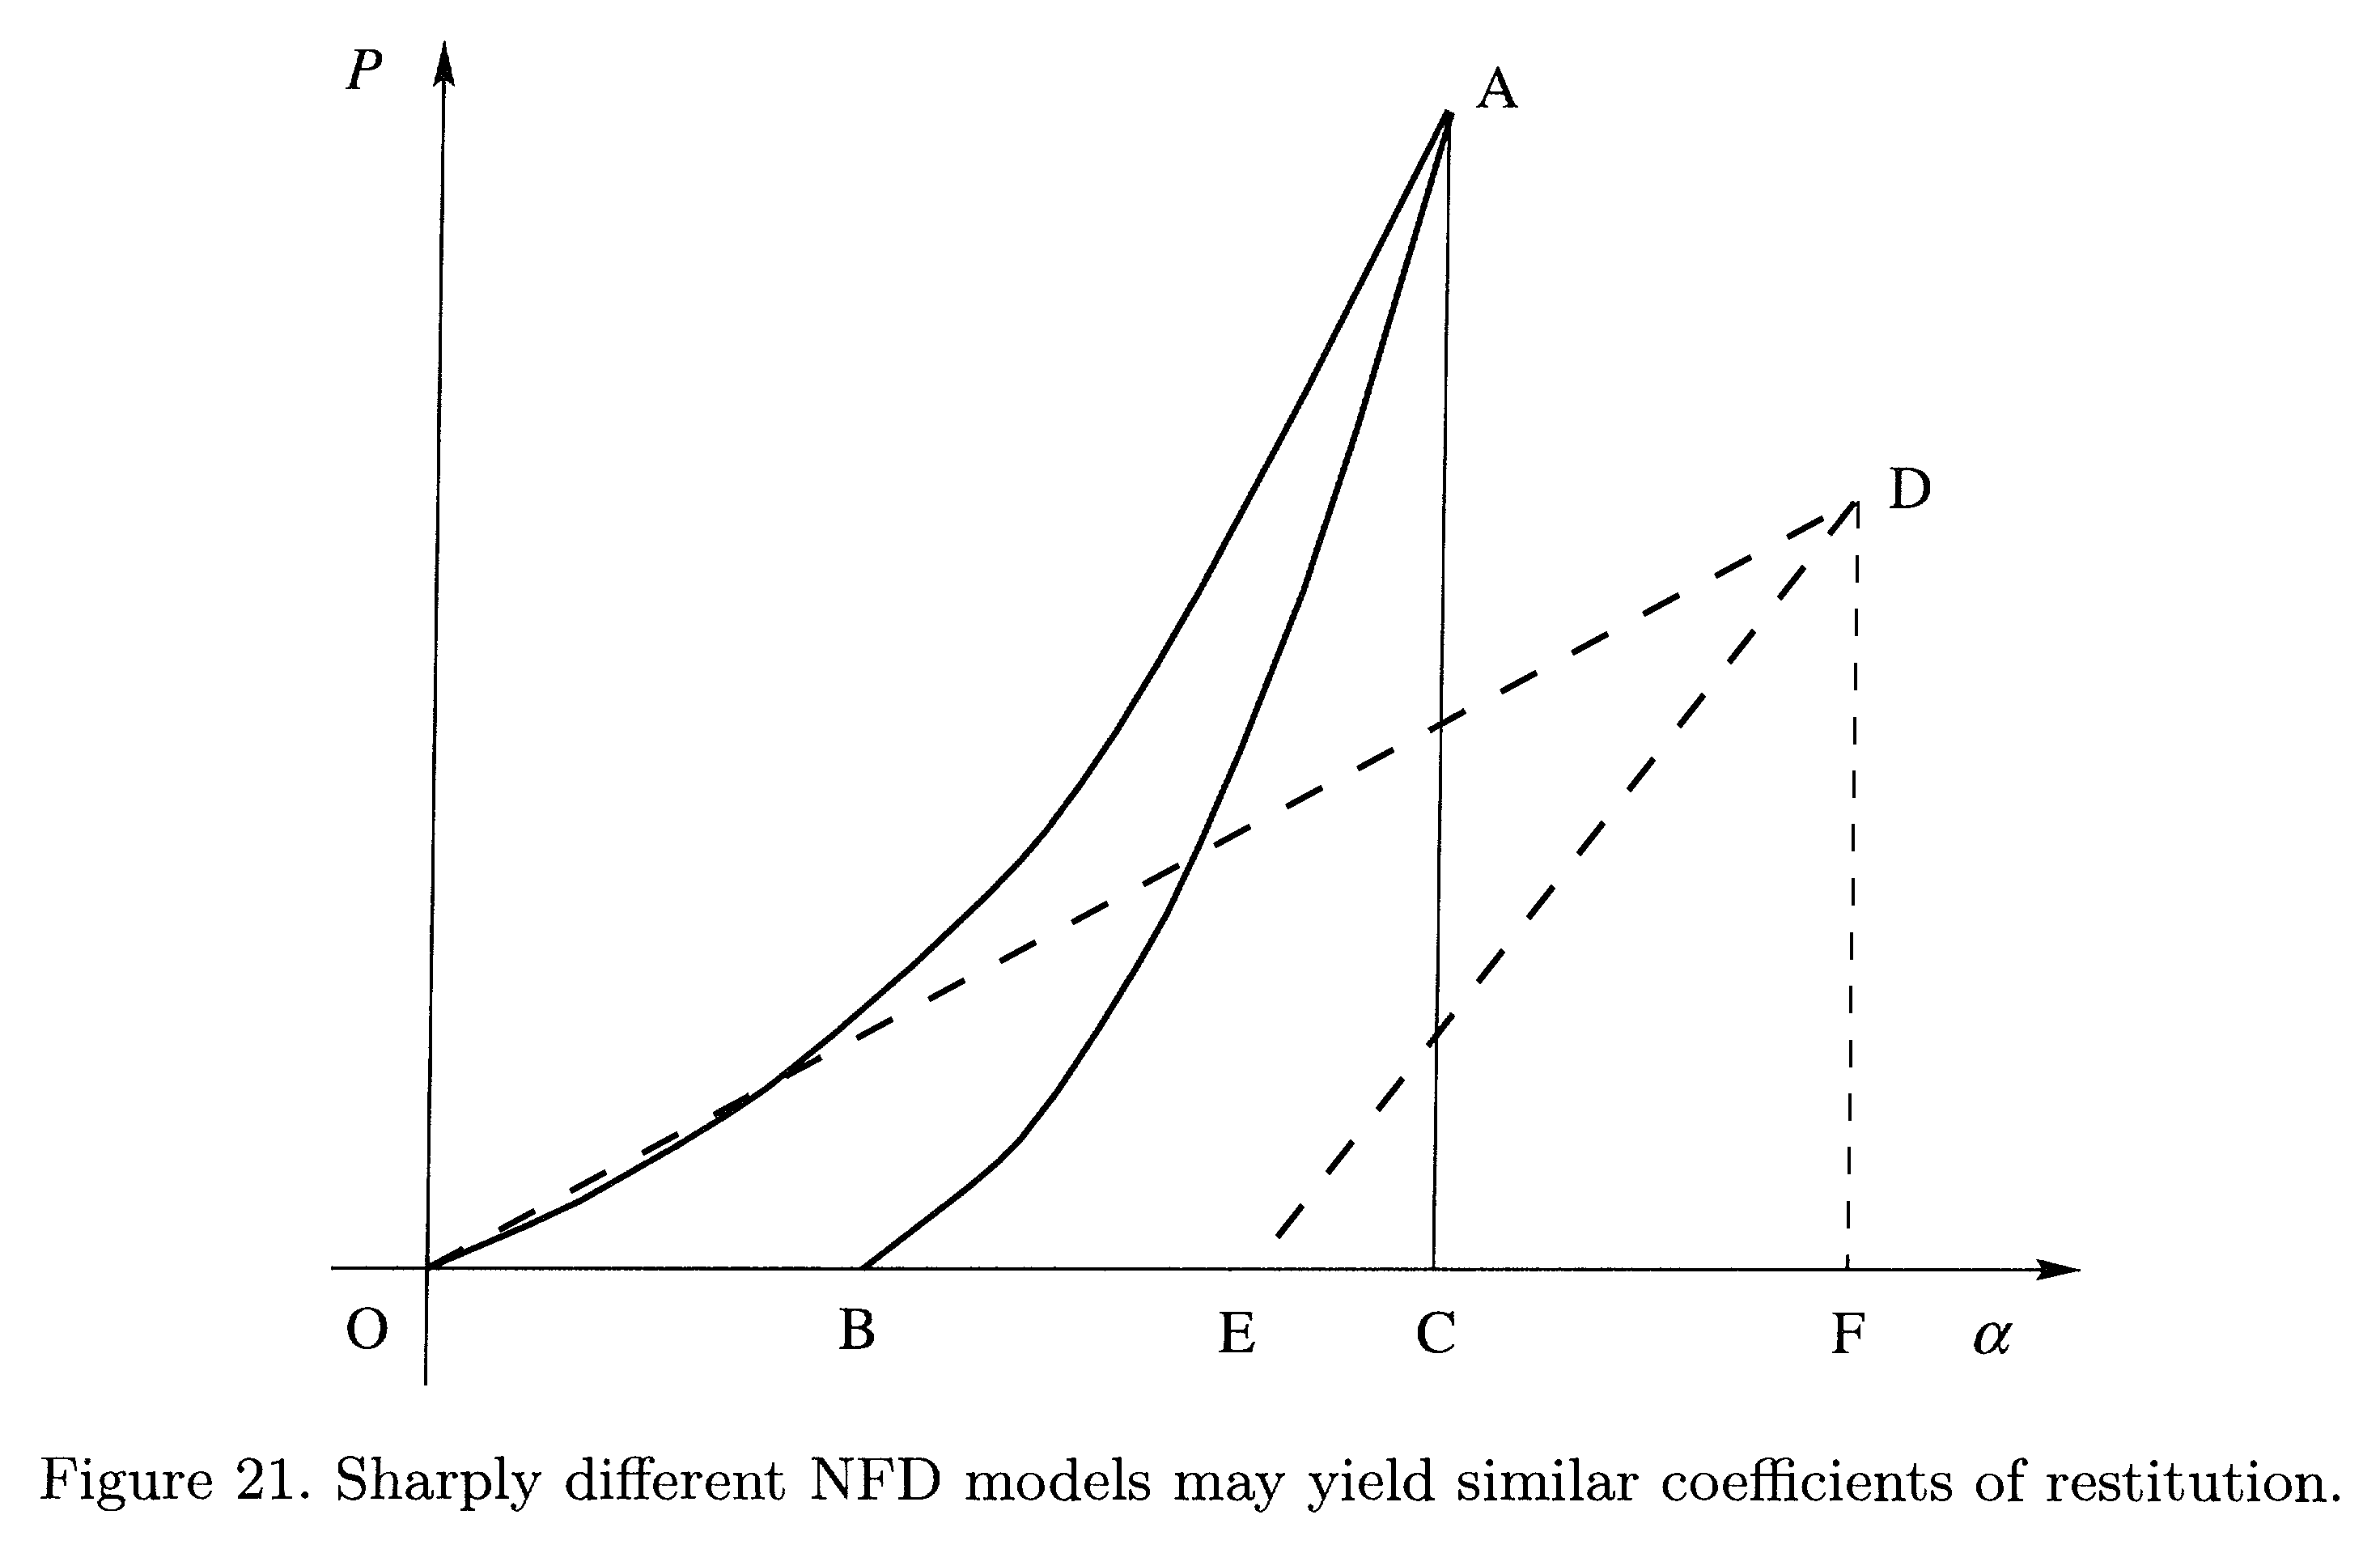 P
A
D
O
B
E
C
F
α
Figure 21. Sharply different NFD models may yield similar coefficients of restitution.